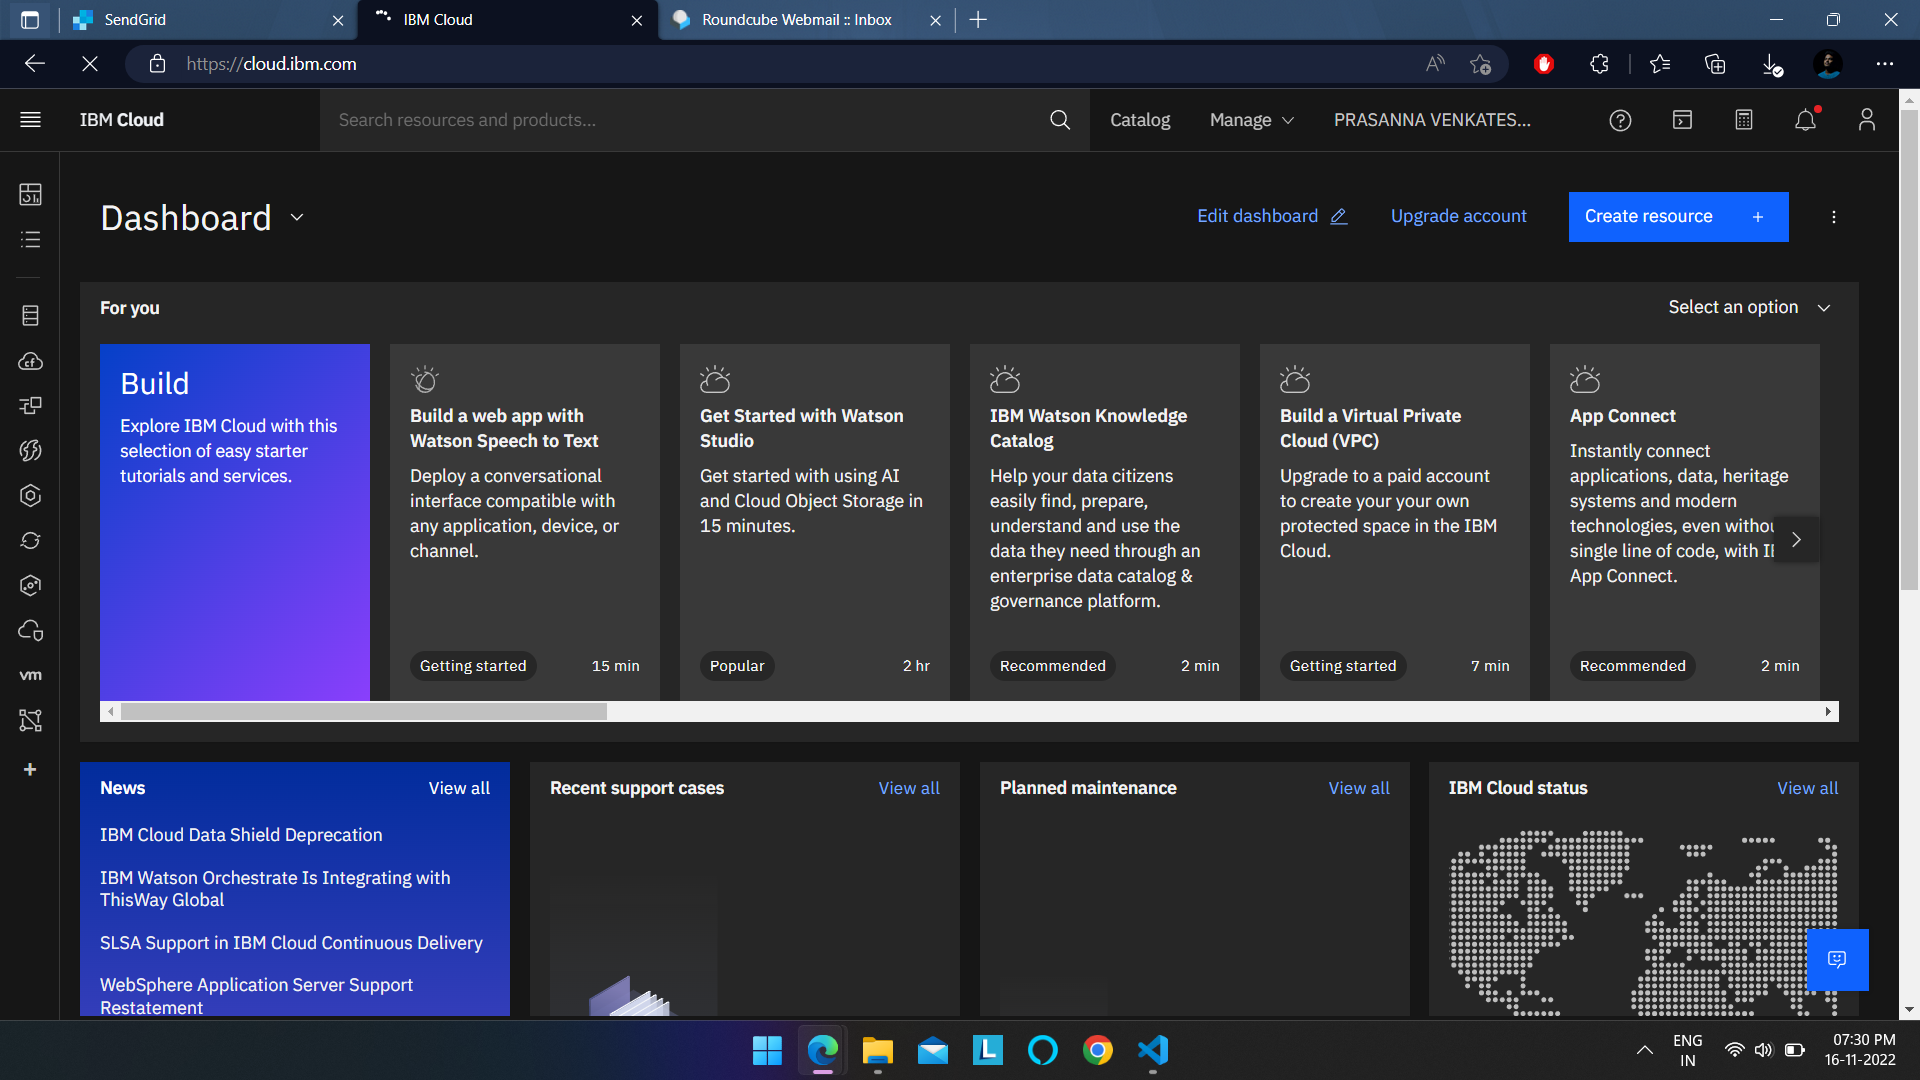 SendGrid
IBM Cloud
Roundcube Webmail :: Inbox
https://cloud.ibm.com
IBM Cloud
Search resources and products...
Catalog
Manage
PRASANNA VENKATES...
Dashboard
Edit dashboard
Upgrade account
Create resource +
For you
Select an option
Build
Explore IBM Cloud with this
selection of easy starter
tutorials and services.
Build a web app with
Watson Speech to Text
Deploy a conversational
interface compatible with
any application, device, or
channel.
Getting started
15 min
Get Started with Watson
Studio
Get started with using AI
and Cloud Object Storage in
15 minutes.
Popular
2 hr
IBM Watson Knowledge
Catalog
Help your data citizens
easily find, prepare,
understand and use the
data they need through an
enterprise data catalog &
governance platform.
Recommended
2 min
Build a Virtual Private
Cloud (VPC)
Upgrade to a paid account
to create your your own
protected space in the IBM
Cloud.
Getting started
7 min
App Connect
Instantly connect
applications, data, heritage
systems and modern
technologies, even withou
single line of code, with IB
App Connect.
Recommended
2 min
vm
News
View all
IBM Cloud Data Shield Deprecation
IBM Watson Orchestrate Is Integrating with
ThisWay Global
SLSA Support in IBM Cloud Continuous Delivery
WebSphere Application Server Support
Restatement
Recent support cases
View all
Planned maintenance
View all
IBM Cloud status
View all
L
ENG
IN
07:30 PM
16-11-2022